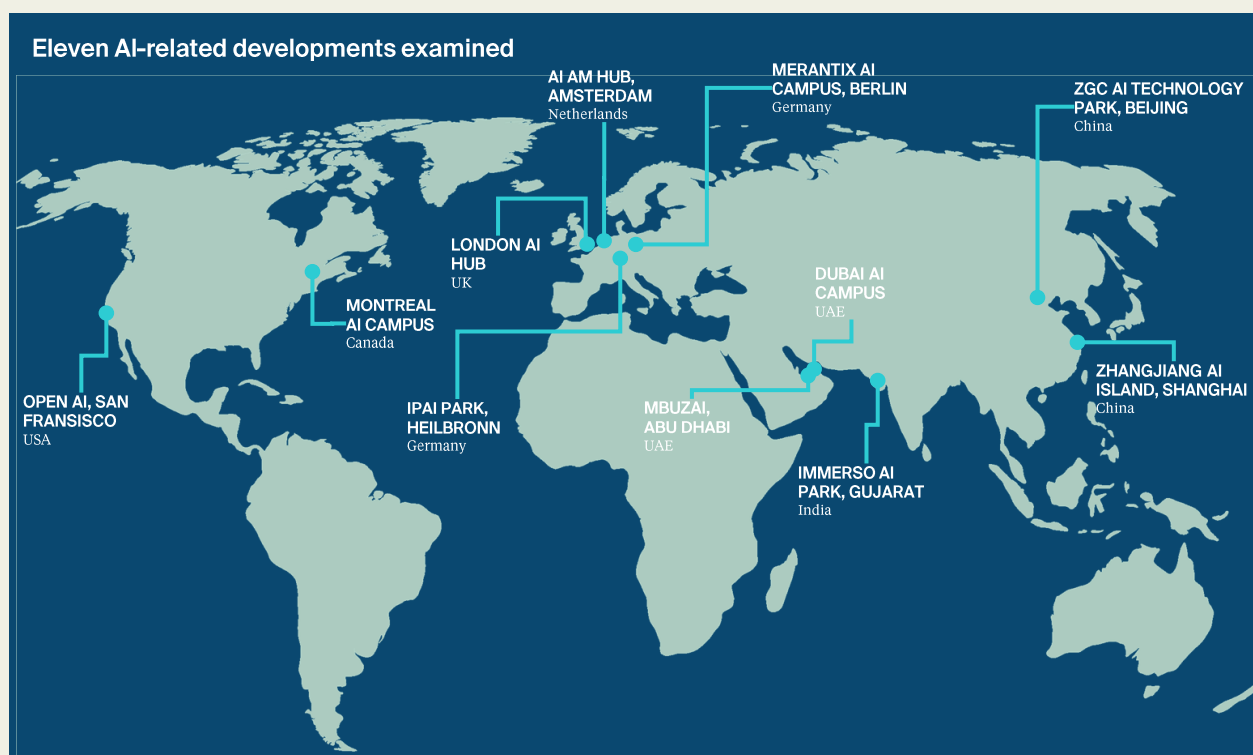 Eleven AI-related developments examined
AI AM HUB,
AMSTERDAM
Netherlands
MERANTIX AI
CAMPUS, BERLIN
Germany
ZGC AI TECHNOLOGY
PARK, BEIJING
China
LONDON AI
HUB
UK
DUBAI AI
CAMPUS
UAE
MONTREAL
AI CAMPUS
Canada
ZHANGJIANG AI
ISLAND, SHANGHAI
China
OPEN AI, SAN
FRANSISCO
USA
IPAI PARK,
HEILBRONN
Germany
MBUZAI,
ABU DHABI
UAE
IMMERSO AI
PARK, GUJARAT
India